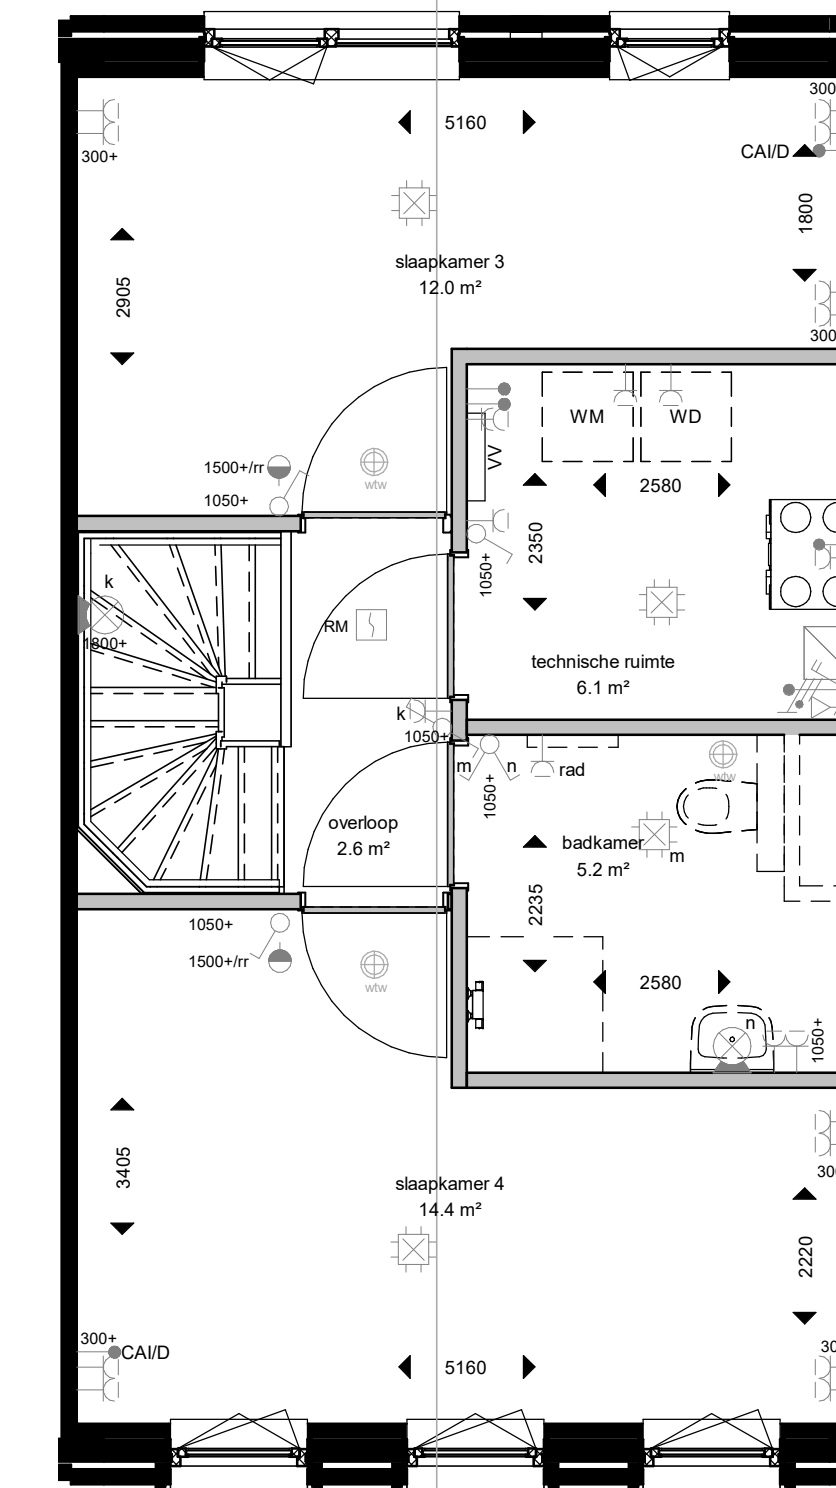 300
5160
CAI/D
300+
1800
slaapkamer 3
12.0 m²
2905
300
WM
WD
1500+/rr
VV
wtw
2580
1050+
2350
1050+
k
RM
1800+
technische ruimte
6.1 m²
k
1050+
m
n
rad
wtw
1050+
overloop
2.6 m²
badkamer
5.2 m²
m
2235
1050+
1500+/rr
wtw
2580
n
1050+
3405
300
slaapkamer 4
14.4 m²
2220
300+
CAI/D
5160